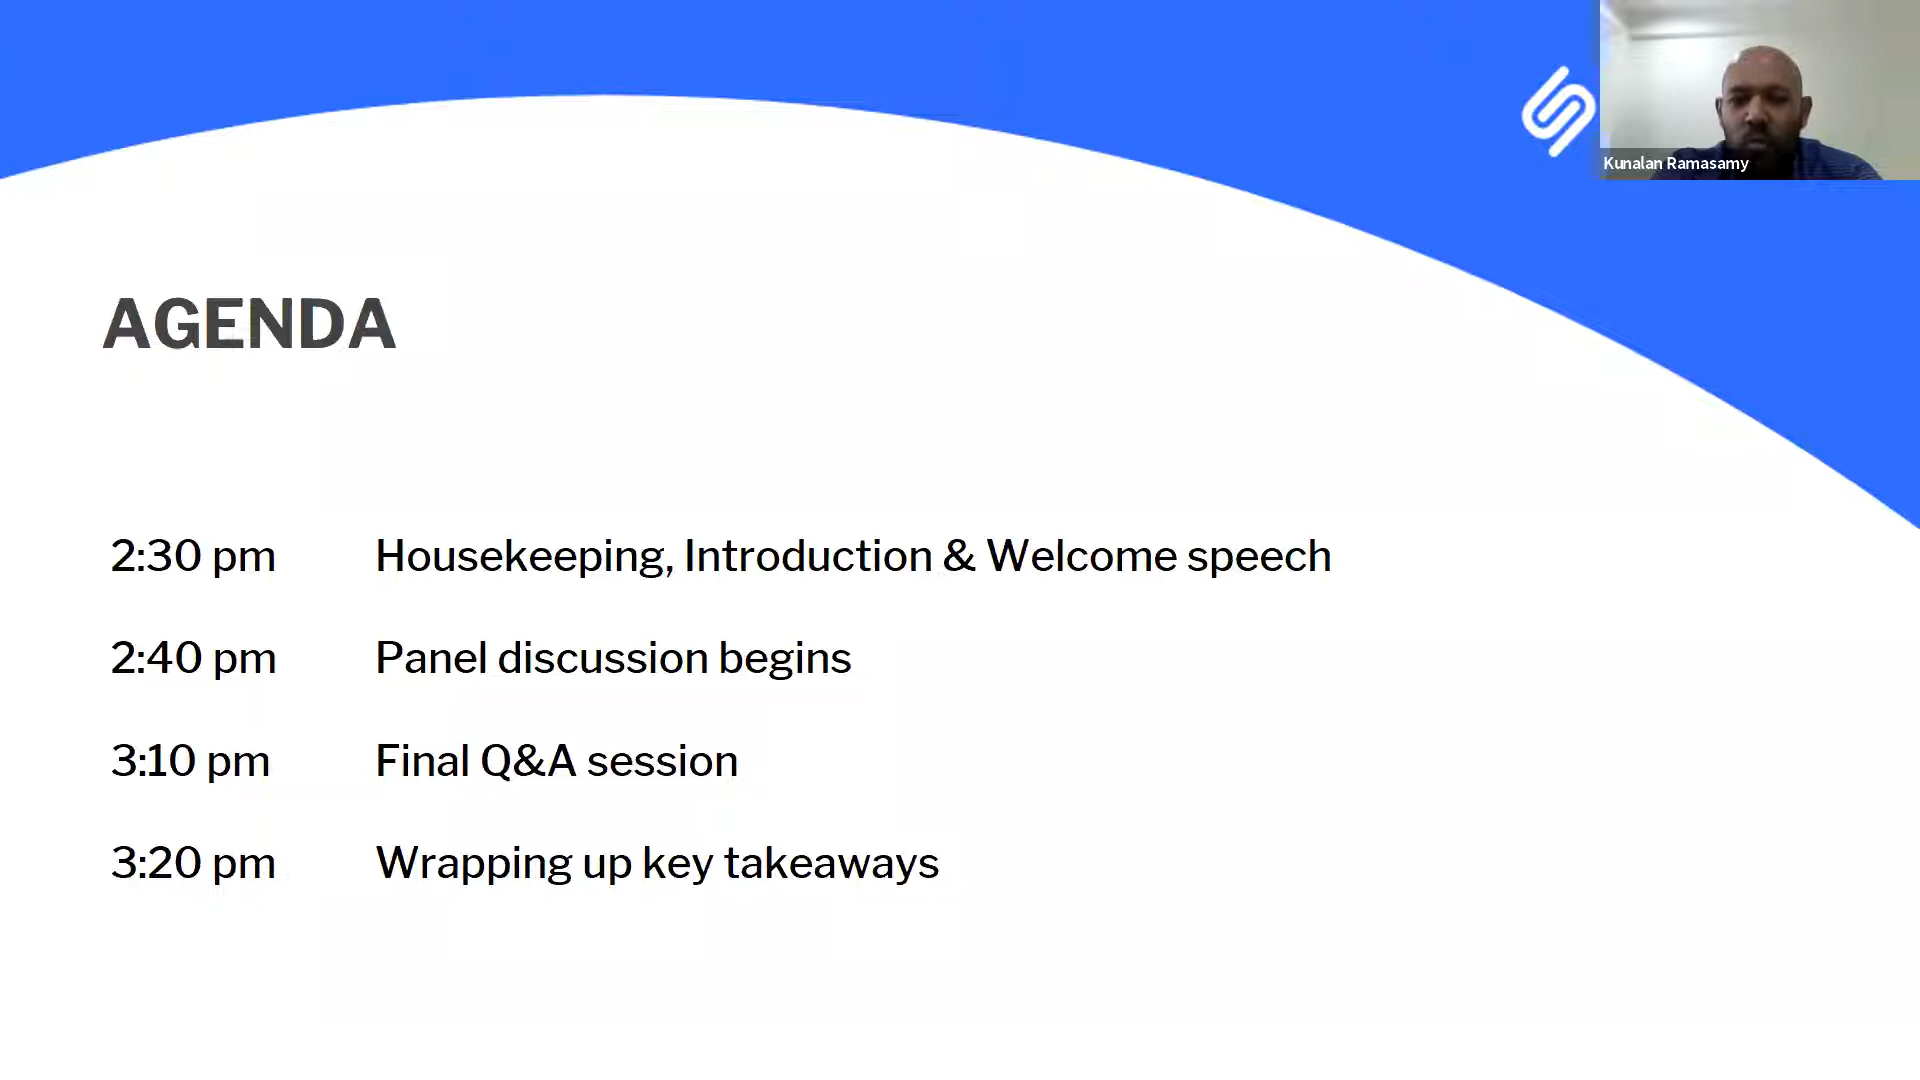 Kunalan Ramasamy
AGENDA
2:30 pm Housekeeping, Introduction & Welcome speech
2:40 pm Panel discussion begins
3:10 pm Final Q&A session
3:20 pm Wrapping up key takeaways